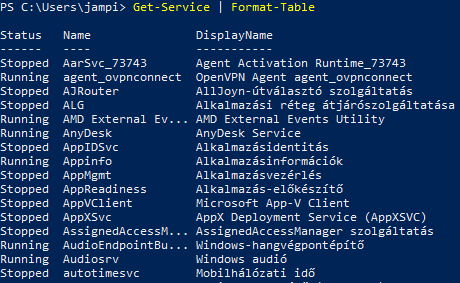 PS C:\Users\jampi> Get-Service | Format-Table
Status   Name               DisplayName
------   ----               -----------
Stopped  AarSvc_73743       Agent Activation Runtime_73743
Running  agent_ovpnconnect  OpenVPN Agent agent_ovpnconnect
Stopped  AJRouter           AllJoyn-útválasztó szolgáltatás
Stopped  ALG                Alkalmazási réteg átjárószolgáltatása
Running  AMD External Ev... AMD External Events Utility
Running  AnyDesk            AnyDesk Service
Stopped  AppIDSvc           Alkalmazásidentitás
Running  Appinfo            Alkalmazásinformációk
Stopped  AppMgmt            Alkalmazásvezérlés
Stopped  AppReadiness       Alkalmazás-előkészítő
Stopped  AppVClient         Microsoft App-V Client
Stopped  AppXSvc            AppX Deployment Service (AppXSVC)
Stopped  AssignedAccessM... AssignedAccessManager szolgáltatás
Running  AudioEndpointBu... Windows-hangvégpontépítő
Running  Audiosrv           Windows audió
Stopped  autotimesvc        Mobilhálózati idő